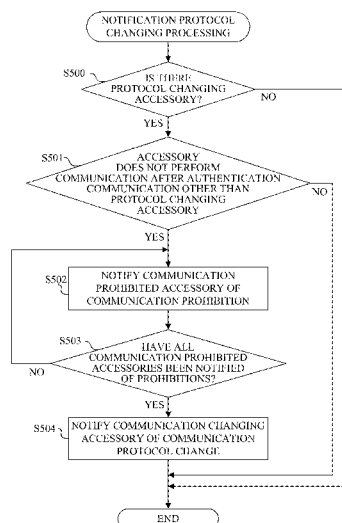 NOTIFICATION PROTOCOL
CHANGING PROCESSING
S500
IS THERE
PROTOCOL CHANGING
ACCESSORY?
NO
YES
S501
ACCESSORY
DOES NOT PERFORM
COMMUNICATION AFTER AUTHENTICATION
COMMUNICATION OTHER THAN
PROTOCOL CHANGING
ACCESSORY
NO
YES
S502
NOTIFY COMMUNICATION
PROHIBITED ACCESSORY OF
COMMUNICATION PROHIBITION
S503
HAVE ALL
COMMUNICATION PROHIBITED
ACCESSORIES BEEN NOTIFIED
OF PROHIBITIONS?
NO
YES
S504
NOTIFY COMMUNICATION CHANGING
ACCESSORY OF COMMUNICATION
PROTOCOL CHANGE
END